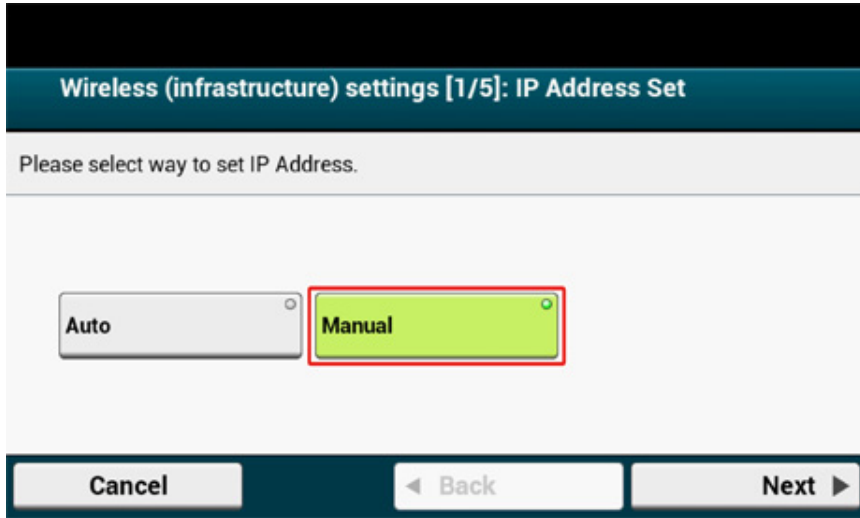 Wireless (infrastructure) settings [1/5]: IP Address Set
Please select way to set IP Address.
Auto
Manual
Cancel
Back
Next